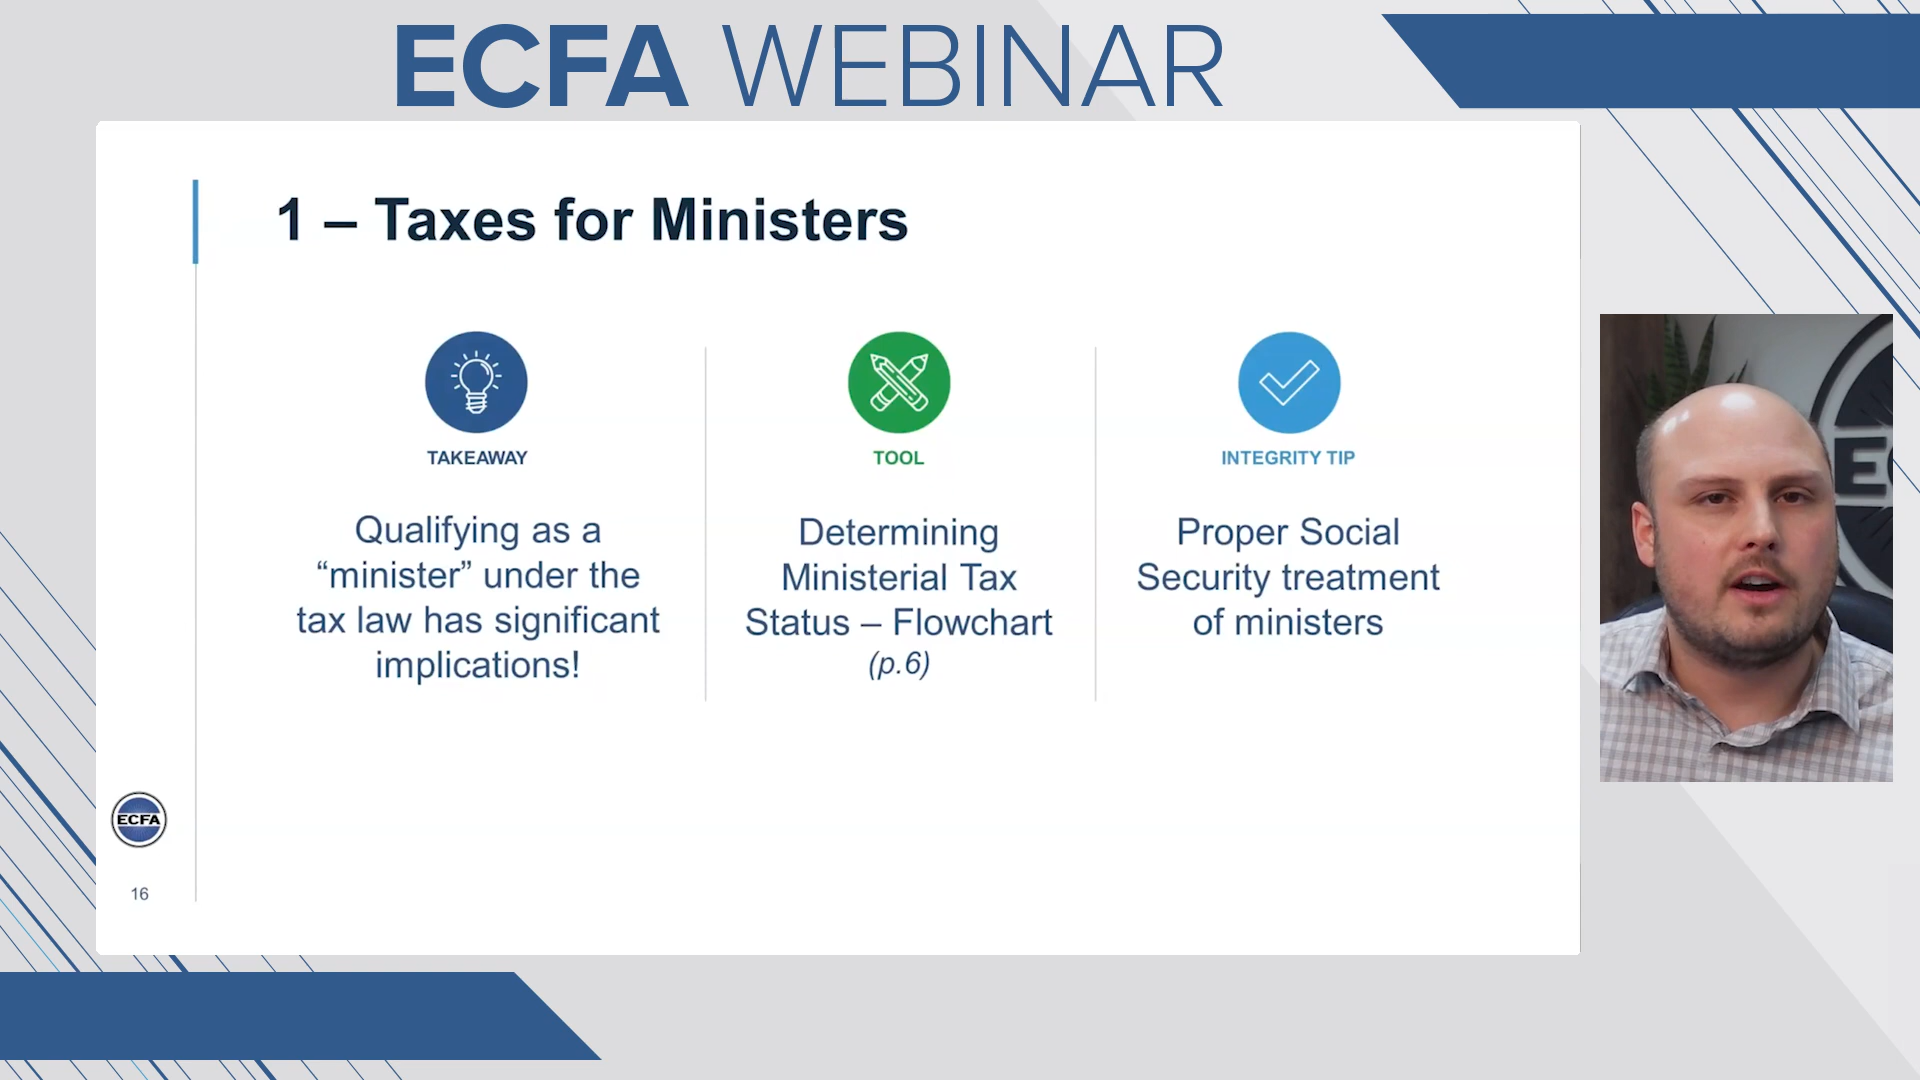 ECFA WEBINAR
1 – Taxes for Ministers
TAKEAWAY
Qualifying as a
“minister” under the
tax law has significant
implications!
TOOL
Determining
Ministerial Tax
Status – Flowchart
(p.6)
INTEGRITY TIP
Proper Social
Security treatment
of ministers
ECFA
16